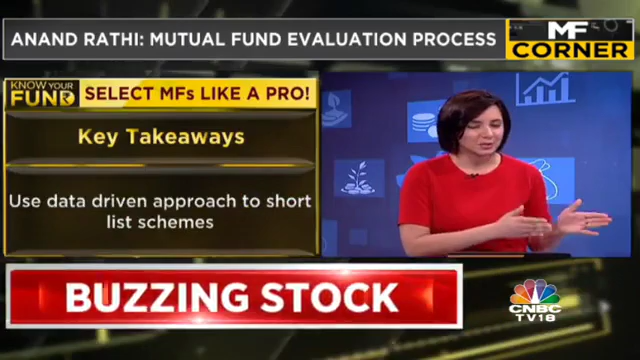 ANAND RATHI: MUTUAL FUND EVALUATION PROCESS
MF
CORNER
KNOW YOUR
FUND
SELECT MFs LIKE A PRO!
Key Takeaways
Use data driven approach to short
list schemes
BUZZING STOCK
CNBC
TV18